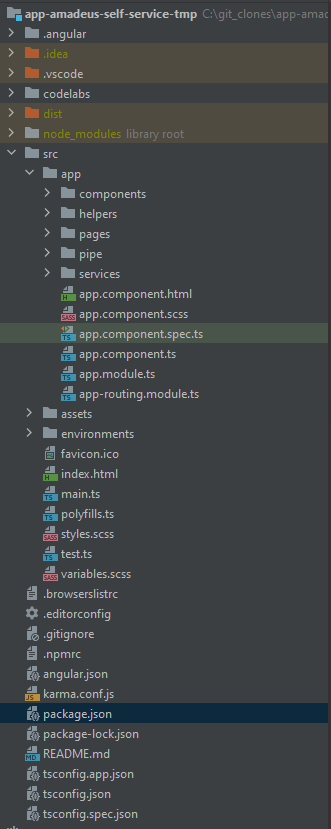 app-amadeus-self-service-tmp C:\git_clones\app-amad
.angular
.idea
.vscode
codelabs
dist
node_modules library root
src
app
components
helpers
pages
pipe
services
app.component.html
app.component.scss
app.component.spec.ts
app.component.ts
app.module.ts
app-routing.module.ts
assets
environments
favicon.ico
index.html
main.ts
polyfills.ts
styles.scss
test.ts
variables.scss
.browserslistrc
.editorconfig
.gitignore
.npmrc
angular.json
karma.conf.js
package.json
package-lock.json
README.md
tsconfig.app.json
tsconfig.json
tsconfig.spec.json